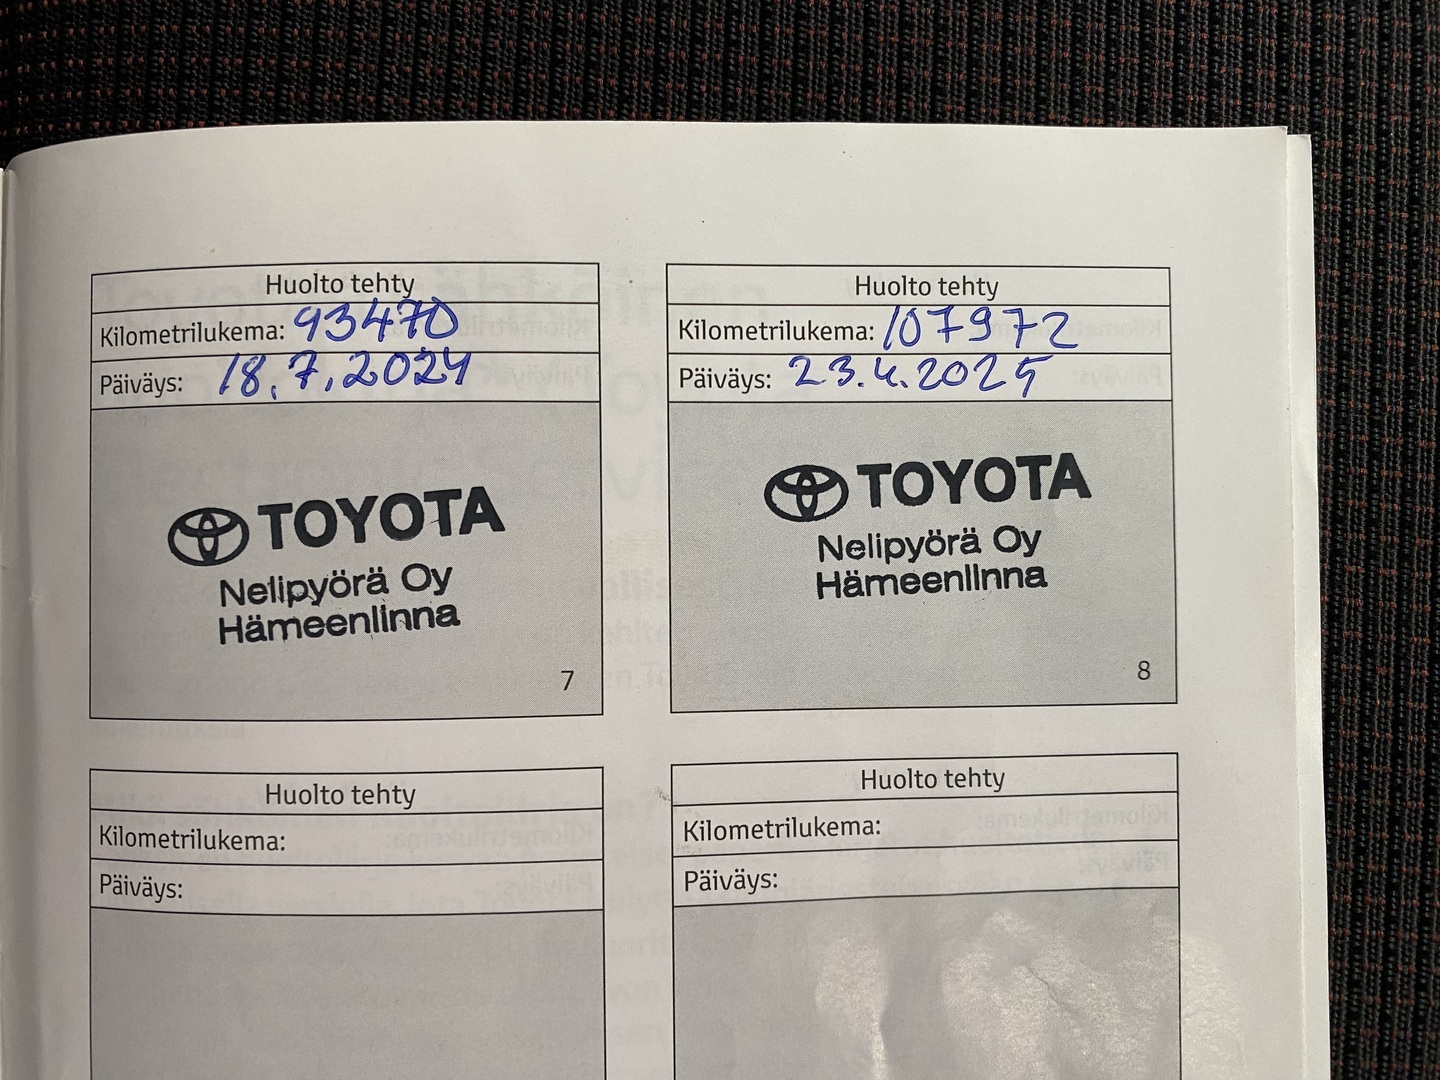 Huolto tehty
Kilometrilukema: 93470
Päiväys: 18.7.2024
TOYOTA
Nelipyörä Oy
Hämeenlinna
7
Huolto tehty
Kilometrilukema: 107972
Päiväys: 23.4.2025
TOYOTA
Nelipyörä Oy
Hämeenlinna
8
Huolto tehty
Kilometrilukema:
Päiväys:
Huolto tehty
Kilometrilukema:
Päiväys: